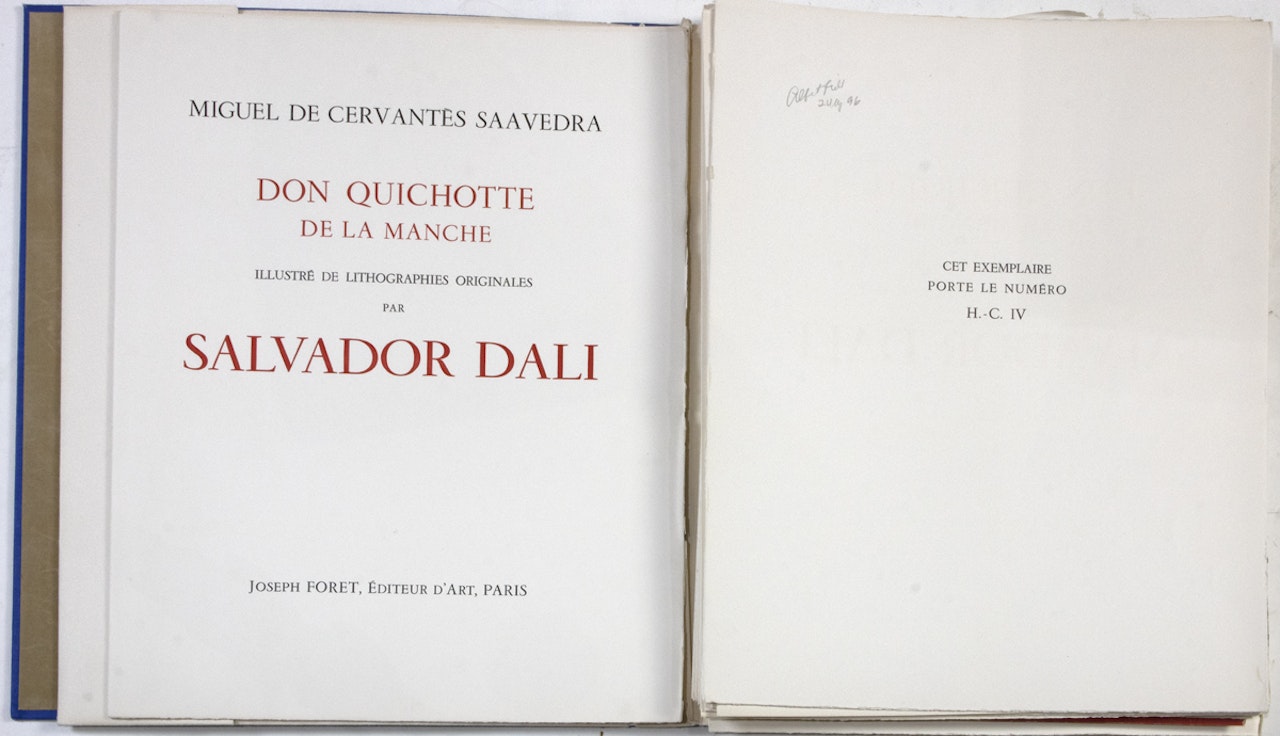 MIGUEL DE CERVANTÈS SAAVEDRA
DON QUICHOTTE
DE LA MANCHE
ILLUSTRÉ DE LITHOGRAPHIES ORIGINALES
PAR
SALVADOR DALI
JOSEPH FORET, ÉDITEUR D'ART, PARIS
CET EXEMPLAIRE
PORTE LE NUMÉRO
H.-C. IV